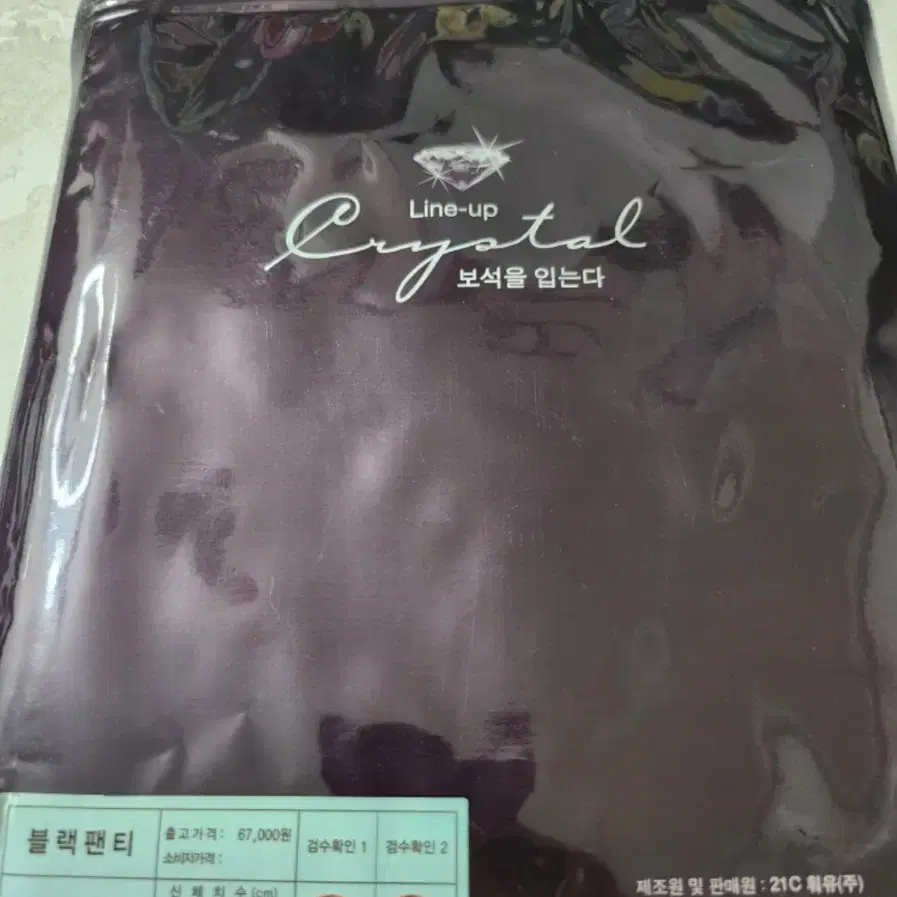 Line-up
Crystal
보석을 입는다
블랙팬티
출고가격: 67,000원
소비자가격:
검수확인 1
검수확인 2
신 체 치 수 (cm)
제조원 및 판매원 : 21C 훼유(주)